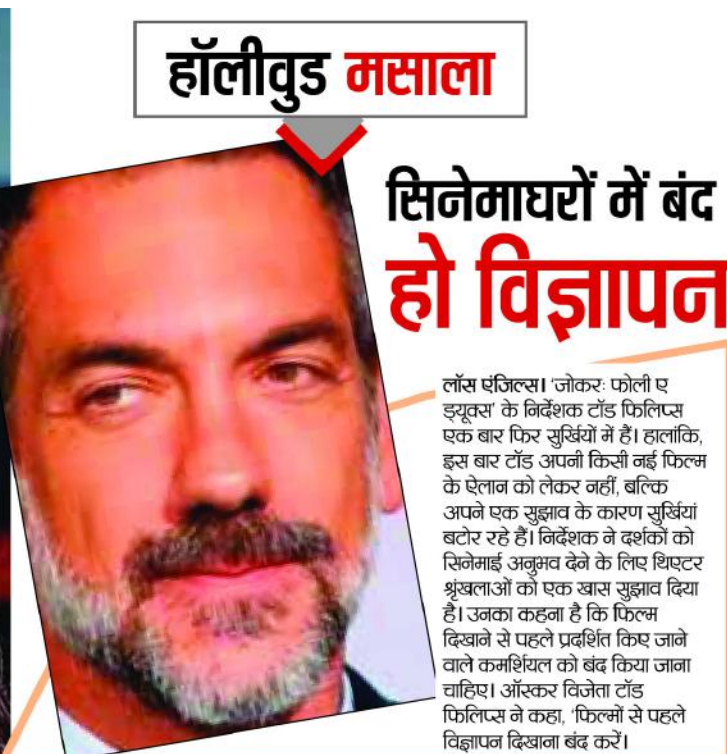 हॉलीवुड मसाला
सिनेमाघरों में बंद
हो विज्ञापन
लॉस एंजिल्स। 'जोकरः फोली ए
ड्यूक्स' के निर्देशक टॉड फिलिप्स
एक बार फिर सुर्खियों में हैं। हालांकि,
इस बार टॉड अपनी किसी नई फिल्म
के ऐलान को लेकर नहीं, बल्कि
अपने एक सुझाव के कारण सुर्खियां
बटोर रहे हैं। निर्देशक ने दर्शकों को
सिनेमाई अनुभव देने के लिए थिएटर
श्रृंखलाओं को एक खास सुझाव दिया
है। उनका कहना है कि फिल्म
दिखाने से पहले प्रदर्शित किए जाने
वाले कमर्शियल को बंद किया जाना
चाहिए। ऑस्कर विजेता टॉड
फिलिप्स ने कहा, 'फिल्मों से पहले
विज्ञापन दिखाना बंद करें।